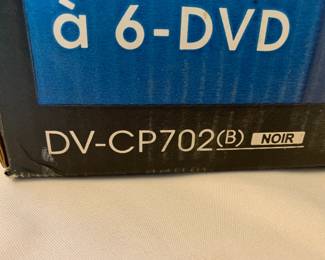 à 6-DVD
DV-CP702(B) NOIR